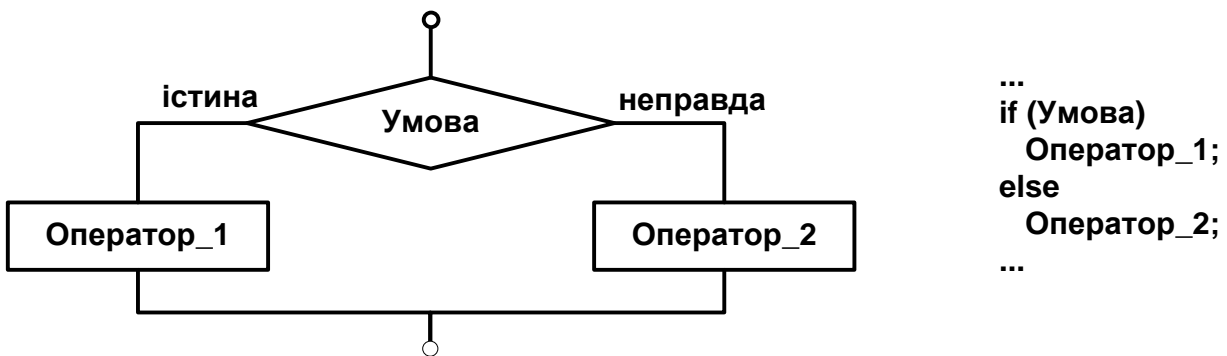 істина
Умова
неправда
Оператор_1
Оператор_2
...
if (Умова)
Оператор_1;
else
Оператор_2;
...